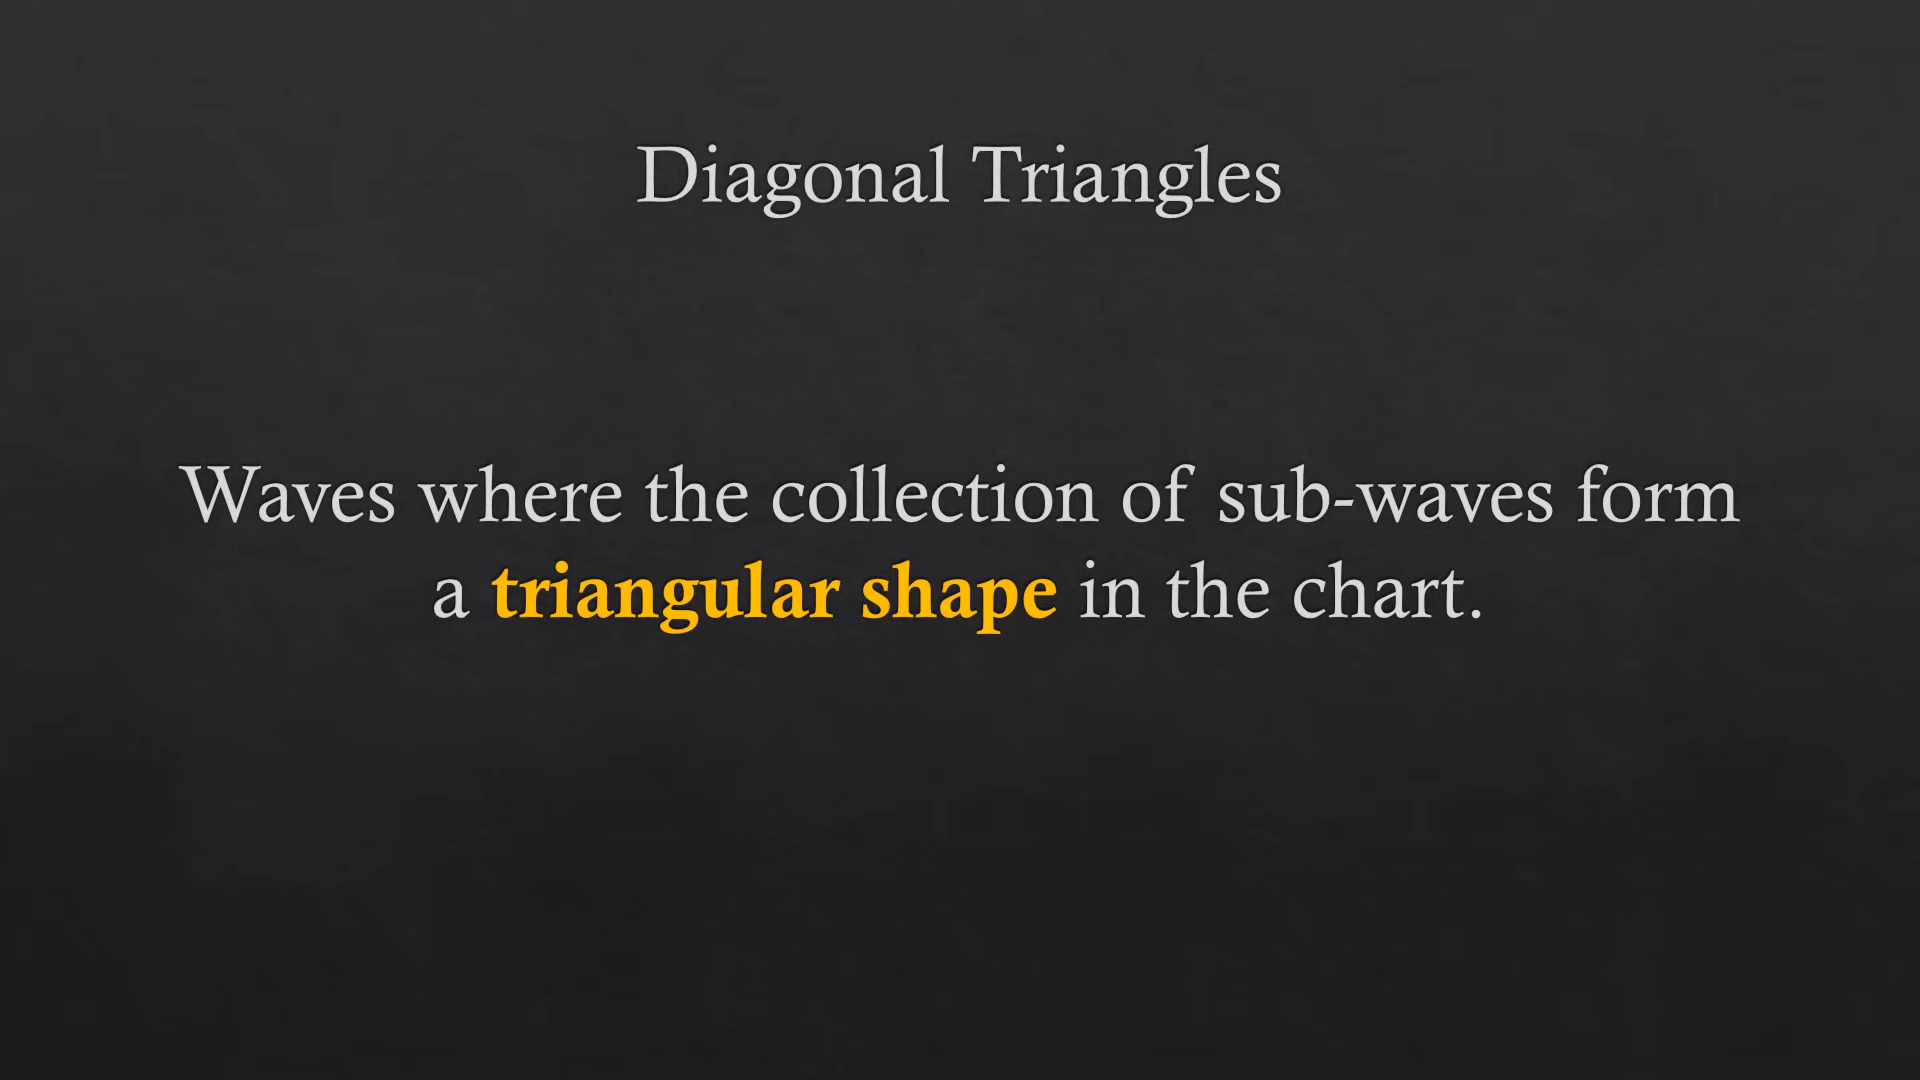 Diagonal Triangles
Waves where the collection of sub-waves form
a triangular shape in the chart.